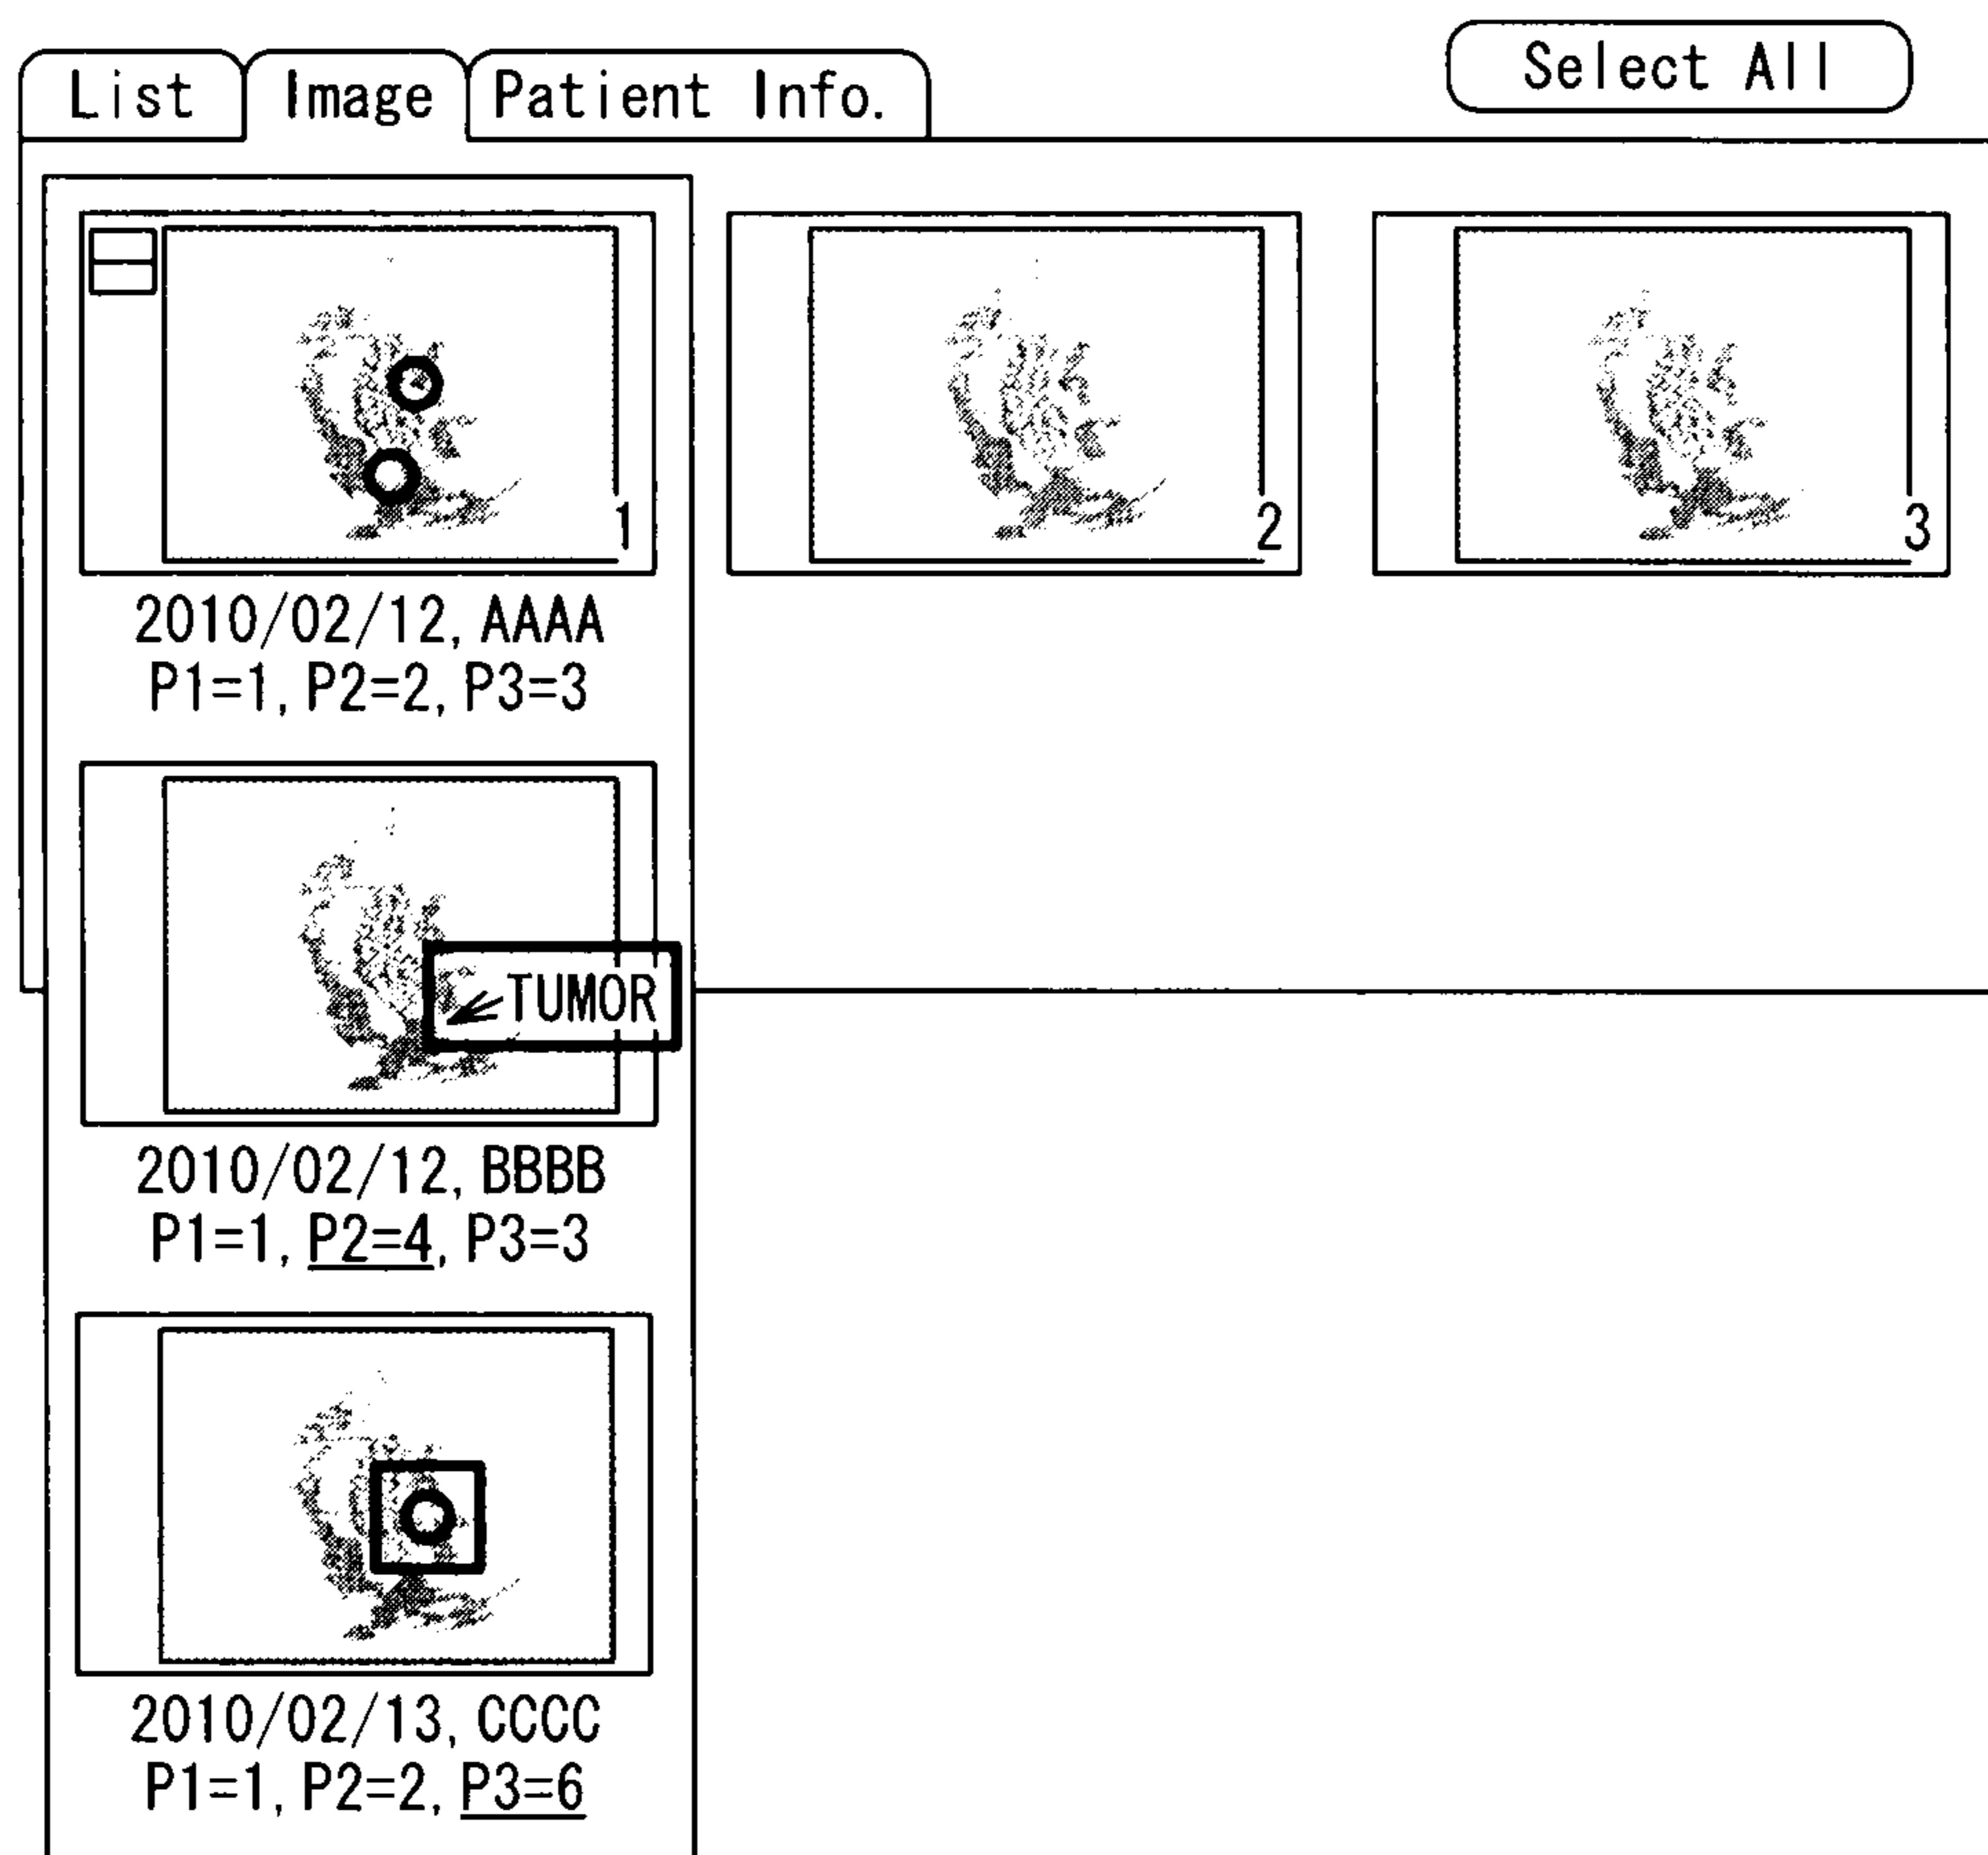 List Image Patient Info. Select All
1 2 3
2010/02/12, AAAA
P1=1, P2=2, P3=3
TUMOR
2010/02/12, BBBB
P1=1, P2=4, P3=3
2010/02/13, CCCC
P1=1, P2=2, P3=6